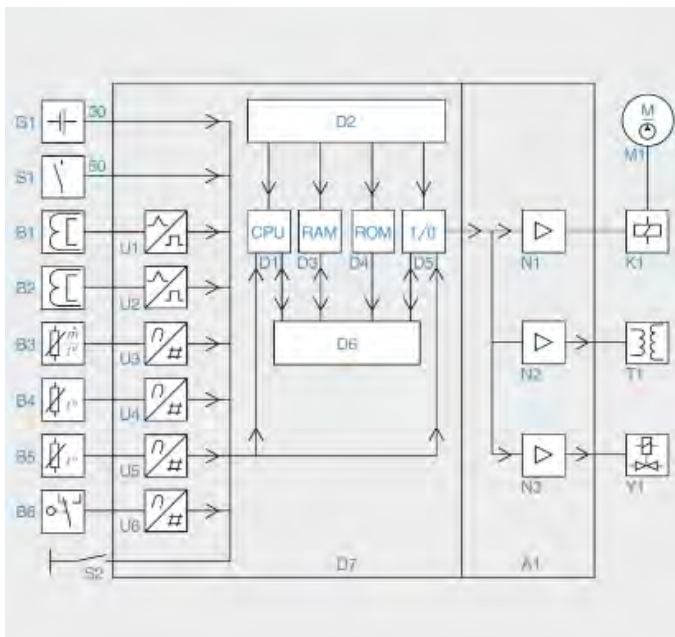 G1 30
D2
M
M1
S1 50
B1 U1 CPU RAM ROM I/O N1 K1
D1 D3 D4 D5
B2 U2
B3 U3 D6 N2 T1
B4 U4
B5 U5 N3 Y1
B6 U6
S2 D7 A1